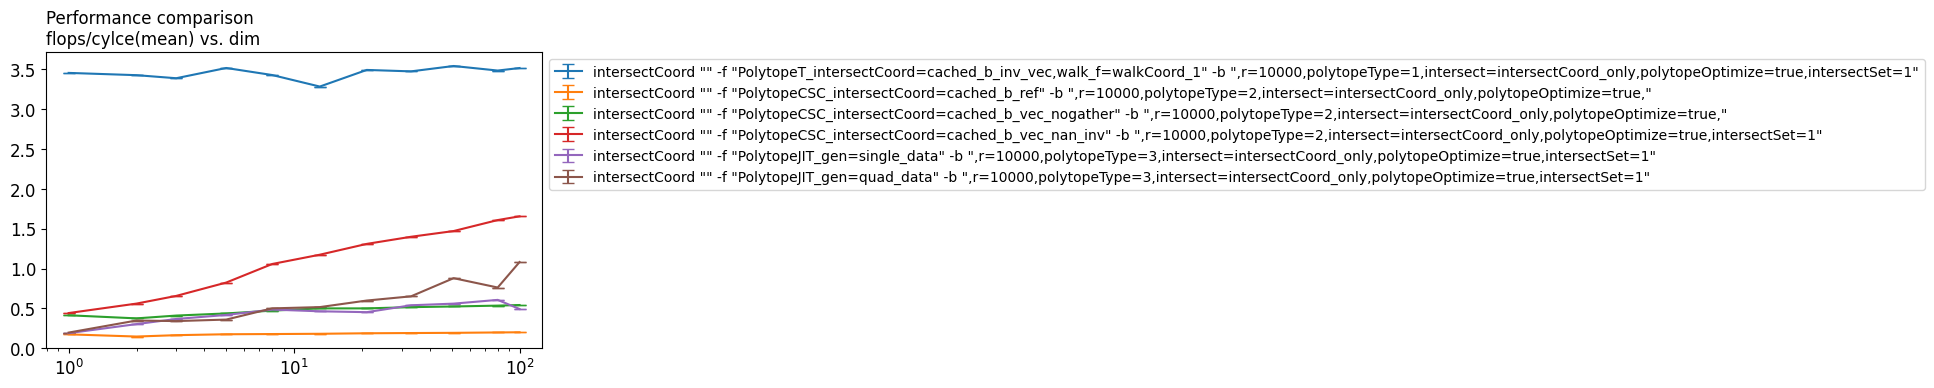 Performance comparison
flops/cylce(mean) vs. dim
3.5
3.0
2.5
2.0
1.5
1.0
0.5
0.0
10^0
10^1
10^2
intersectCoord "" -f "PolytopeT_intersectCoord=cached_b_inv_vec,walk_f=walkCoord_1" -b ",r=10000,polytopeType=1,intersect=intersectCoord_only,polytopeOptimize=true,intersectSet=1"
intersectCoord "" -f "PolytopeCSC_intersectCoord=cached_b_ref" -b ",r=10000,polytopeType=2,intersect=intersectCoord_only,polytopeOptimize=true,"
intersectCoord "" -f "PolytopeCSC_intersectCoord=cached_b_vec_nogather" -b ",r=10000,polytopeType=2,intersect=intersectCoord_only,polytopeOptimize=true,"
intersectCoord "" -f "PolytopeCSC_intersectCoord=cached_b_vec_nan_inv" -b ",r=10000,polytopeType=2,intersect=intersectCoord_only,polytopeOptimize=true,intersectSet=1"
intersectCoord "" -f "PolytopeJIT_gen=single_data" -b ",r=10000,polytopeType=3,intersect=intersectCoord_only,polytopeOptimize=true,intersectSet=1"
intersectCoord "" -f "PolytopeJIT_gen=quad_data" -b ",r=10000,polytopeType=3,intersect=intersectCoord_only,polytopeOptimize=true,intersectSet=1"